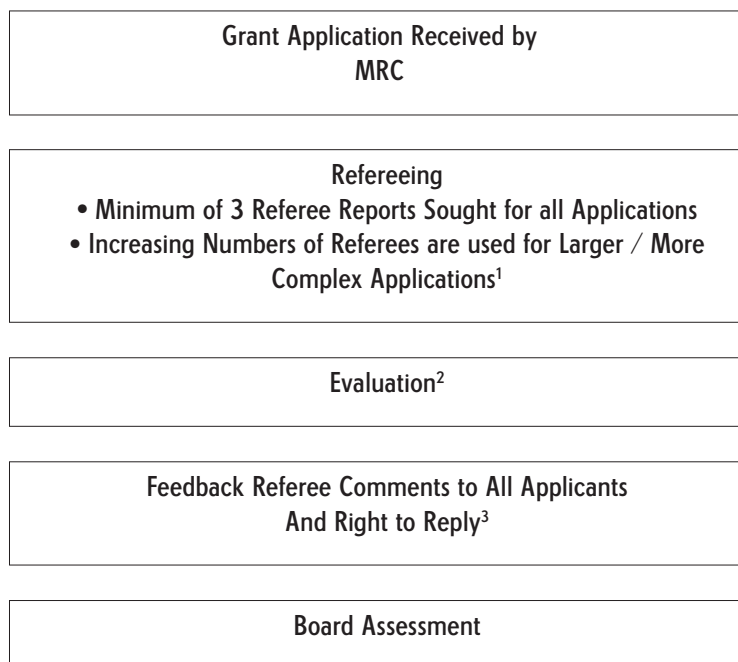 Grant Application Received by
MRC
Refereeing
• Minimum of 3 Referee Reports Sought for all Applications
• Increasing Numbers of Referees are used for Larger / More
Complex Applications¹
Evaluation²
Feedback Referee Comments to All Applicants
And Right to Reply³
Board Assessment